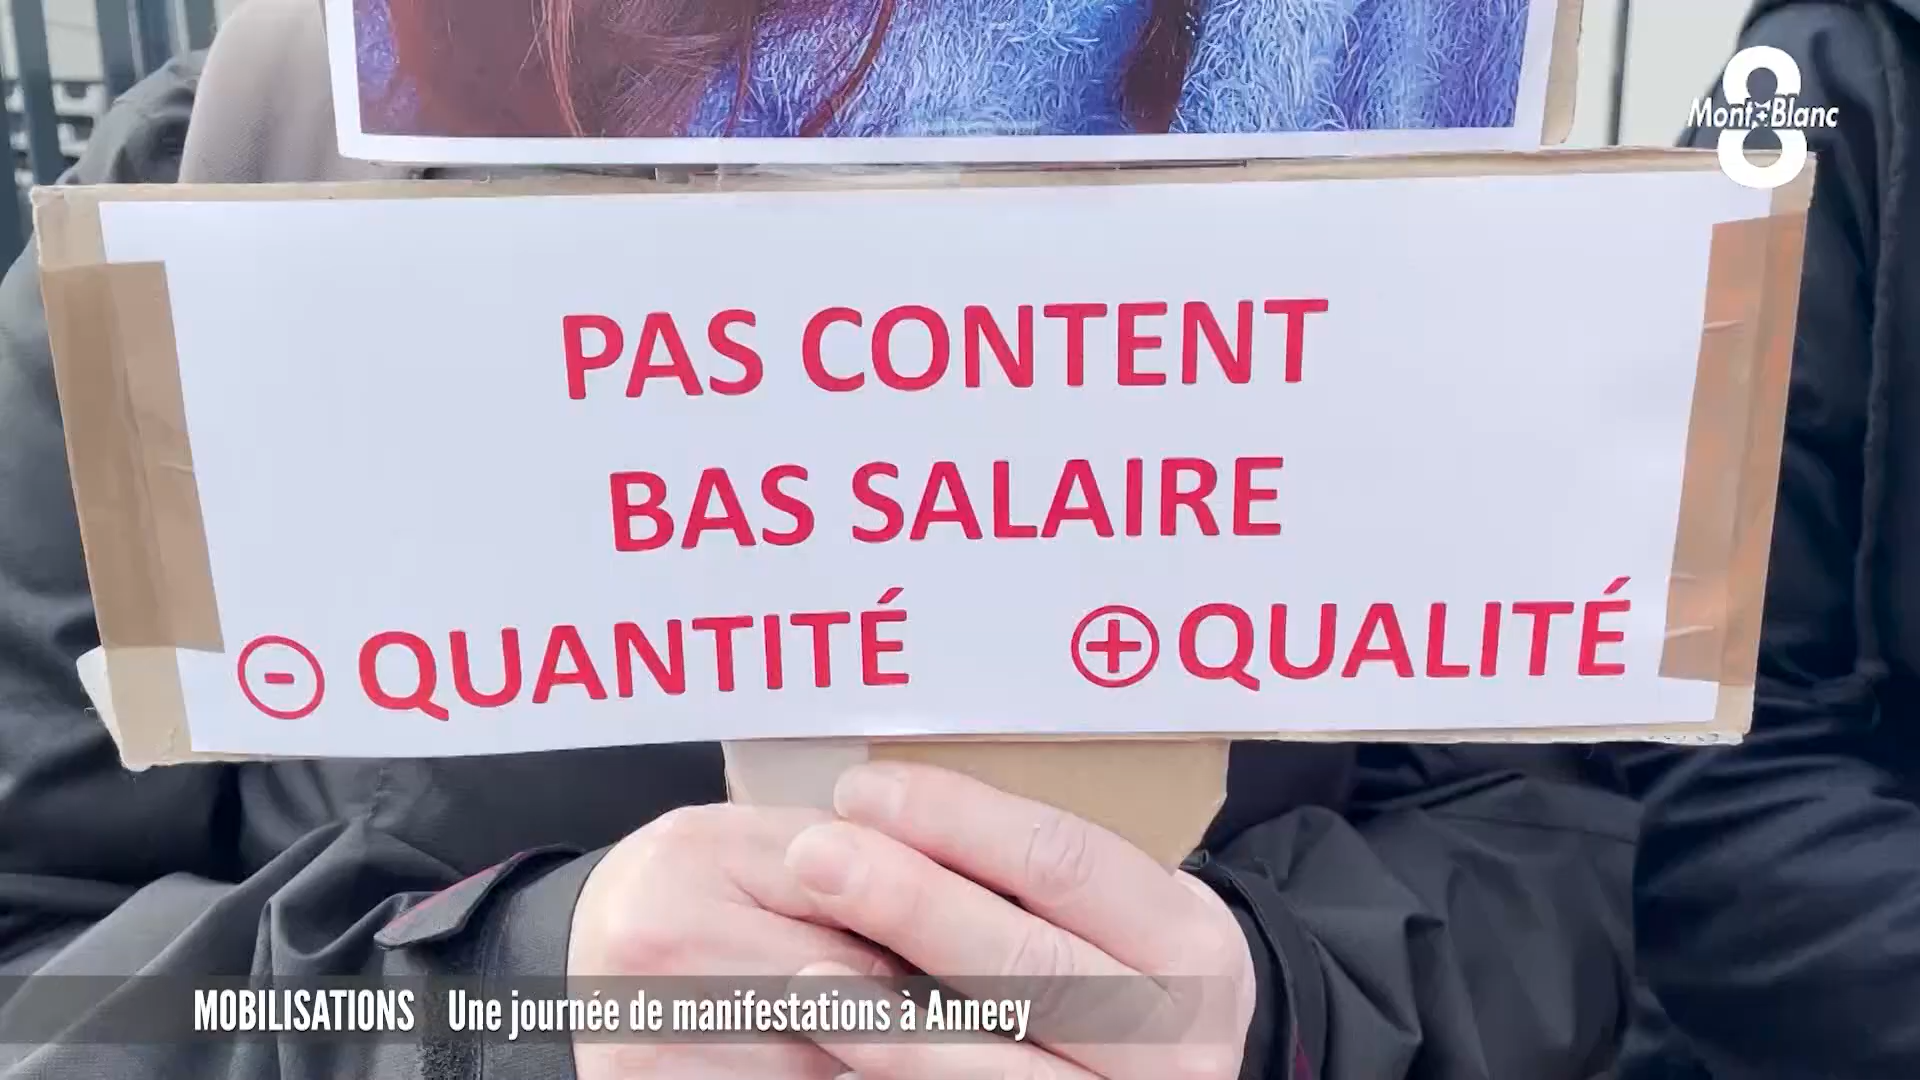 8
Mont-Blanc
PAS CONTENT
BAS SALAIRE
- QUANTITÉ + QUALITÉ
MOBILISATIONS Une journée de manifestations à Annecy